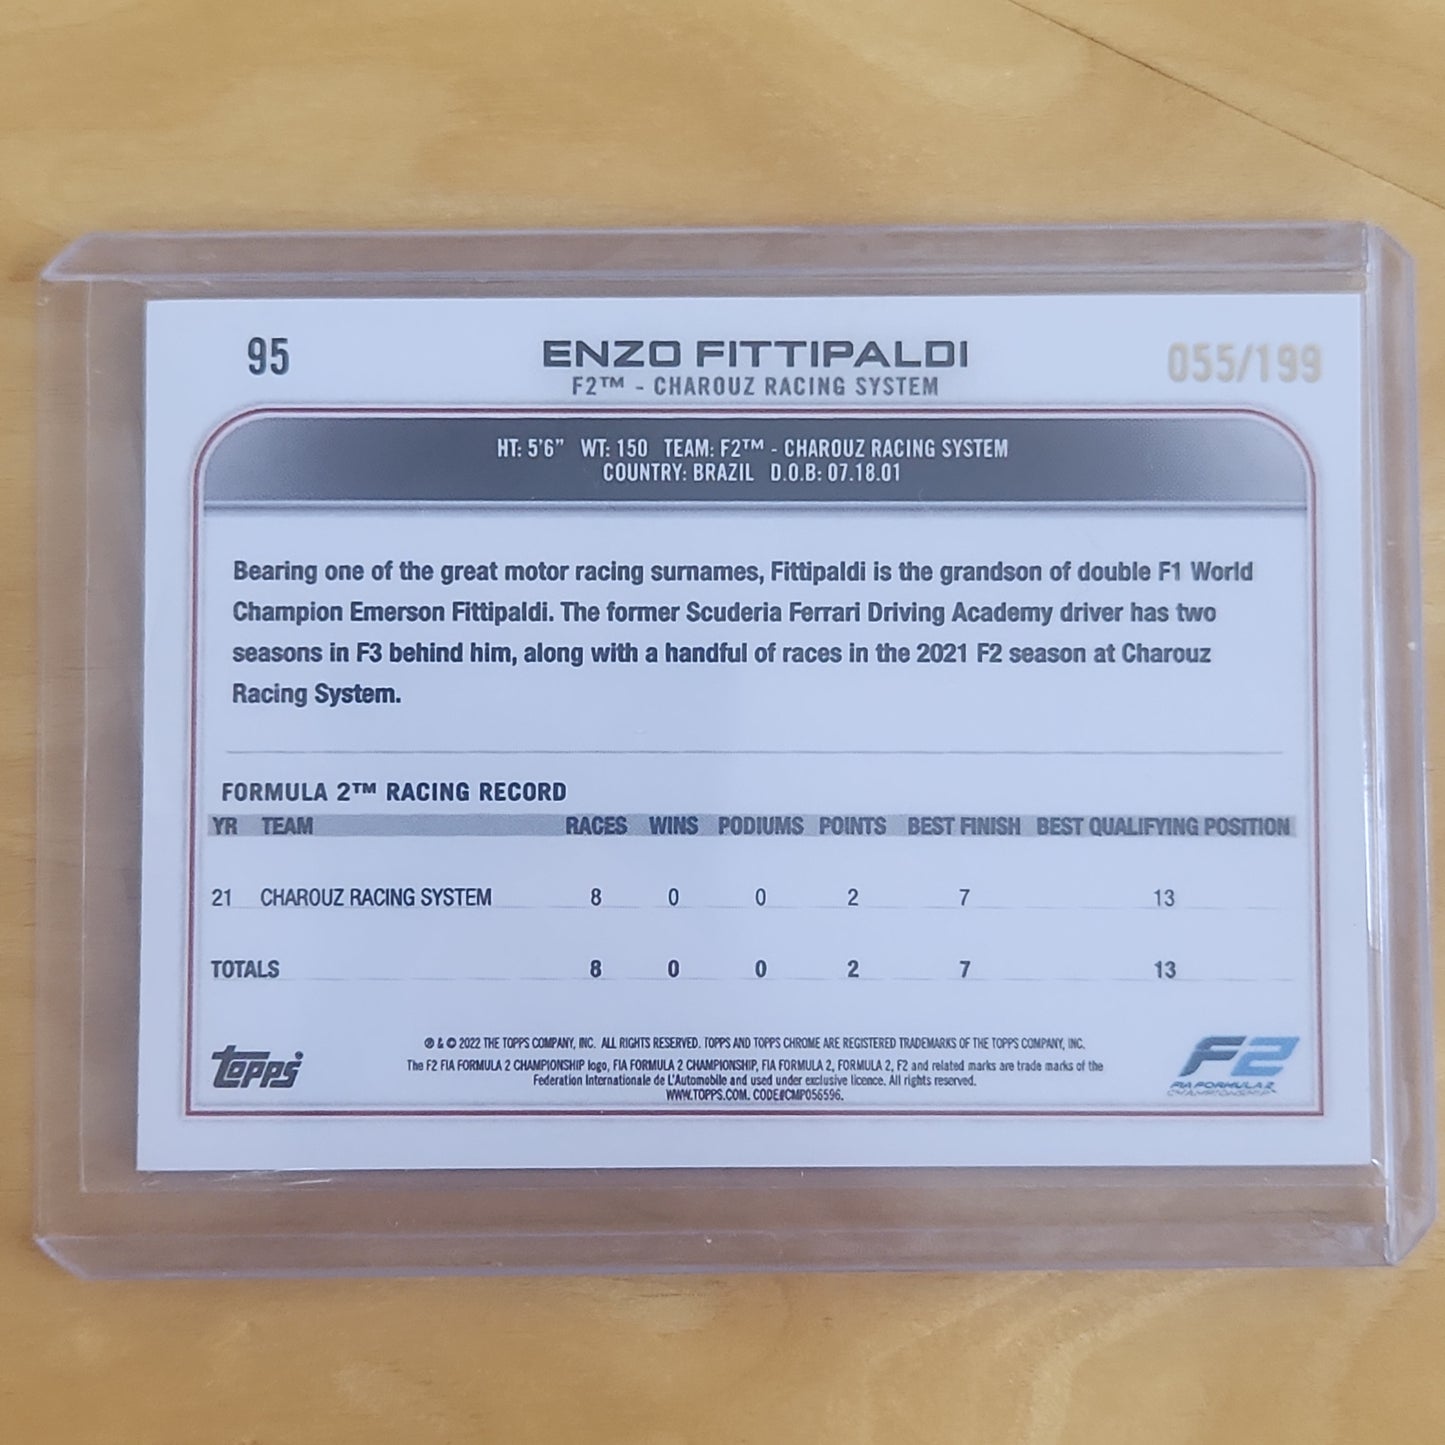 95
ENZO FITTIPALDI
055/199
F2™ - CHAROUZ RACING SYSTEM
HT: 5'6" WT: 150 TEAM: F2™ - CHAROUZ RACING SYSTEM
COUNTRY: BRAZIL D.O.B: 07.18.01
Bearing one of the great motor racing surnames, Fittipaldi is the grandson of double F1 World
Champion Emerson Fittipaldi. The former Scuderia Ferrari Driving Academy driver has two
seasons in F3 behind him, along with a handful of races in the 2021 F2 season at Charouz
Racing System.
FORMULA 2™ RACING RECORD
YR TEAM RACES WINS PODIUMS POINTS BEST FINISH BEST QUALIFYING POSITION
21 CHAROUZ RACING SYSTEM 8 0 0 2 7 13
TOTALS 8 0 0 2 7 13
® & © 2022 THE TOPPS COMPANY, INC. ALL RIGHTS RESERVED. TOPPS AND TOPPS CHROME ARE REGISTERED TRADEMARKS OF THE TOPPS COMPANY, INC.
The F2 FIA FORMULA 2 CHAMPIONSHIP logo, FIA FORMULA 2 CHAMPIONSHIP, FIA FORMULA 2, FORMULA 2, F2 and related marks are trade marks of the
Federation Internationale de L'Automobile and used under exclusive licence. All rights reserved.
WWW.TOPPS.COM. CODE#CMP056596.
topps
F2
FIA FORMULA 2
CHAMPIONSHIP